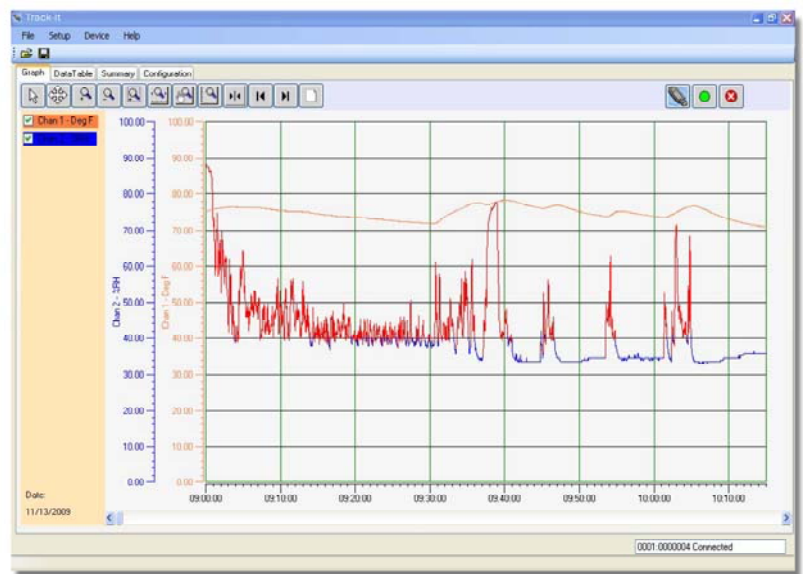 Track-It
File Setup Device Help
Graph DataTable Summary Configuration
Chan 1 - Deg F
100.00
90.00
80.00
70.00
60.00
50.00
40.00
30.00
20.00
10.00
0.00
Chan 2 - %RH
100.00
90.00
80.00
70.00
60.00
50.00
40.00
30.00
20.00
10.00
0.00
Chan 1 - Deg F
09:00:00 09:10:00 09:20:00 09:30:00 09:40:00 09:50:00 10:00:00 10:10:00
Date:
11/13/2009
0001:0000004 Connected